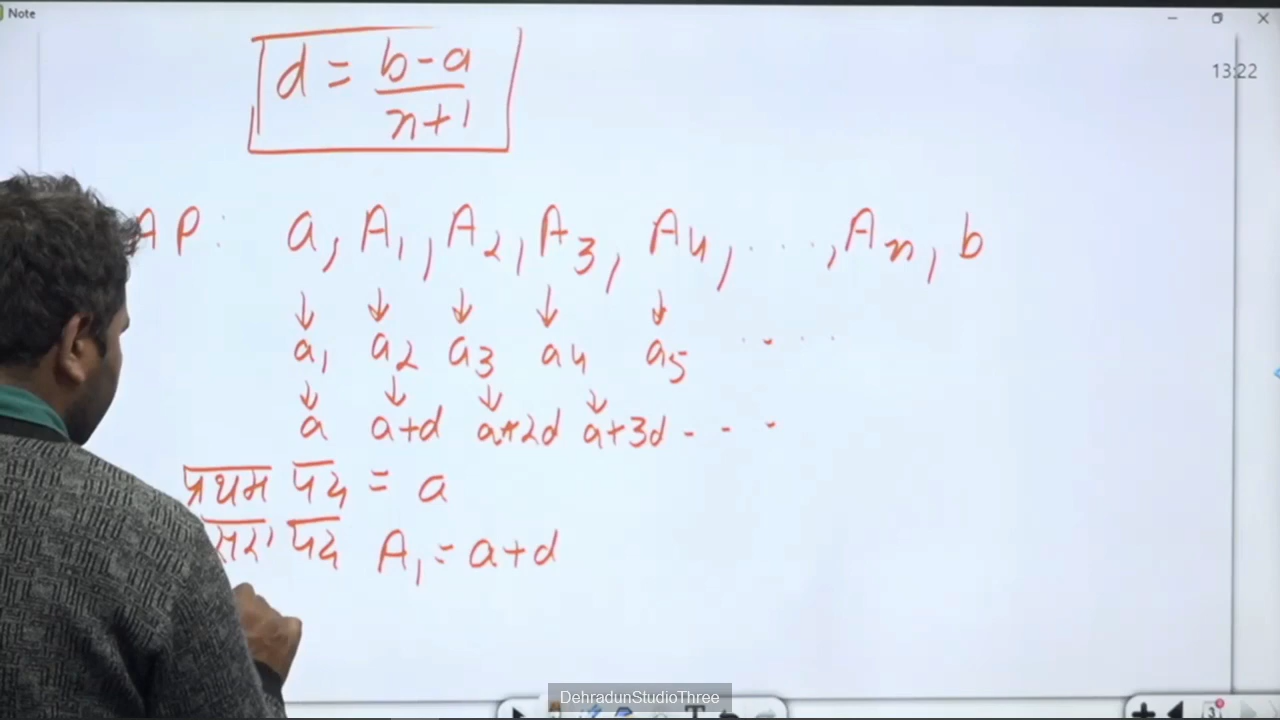 Note
13:22
d = b-a / n+1
AP: a, A₁, A₂, A₃, A₄, ..., Aₙ, b
↓ ↓ ↓ ↓ ↓
a₁ a₂ a₃ a₄ a₅ ....
↓ ↓ ↓ ↓
a a+d a+2d a+3d - - -
प्रथम पद = a
पद A₁ = a+d
DehradunStudioThree